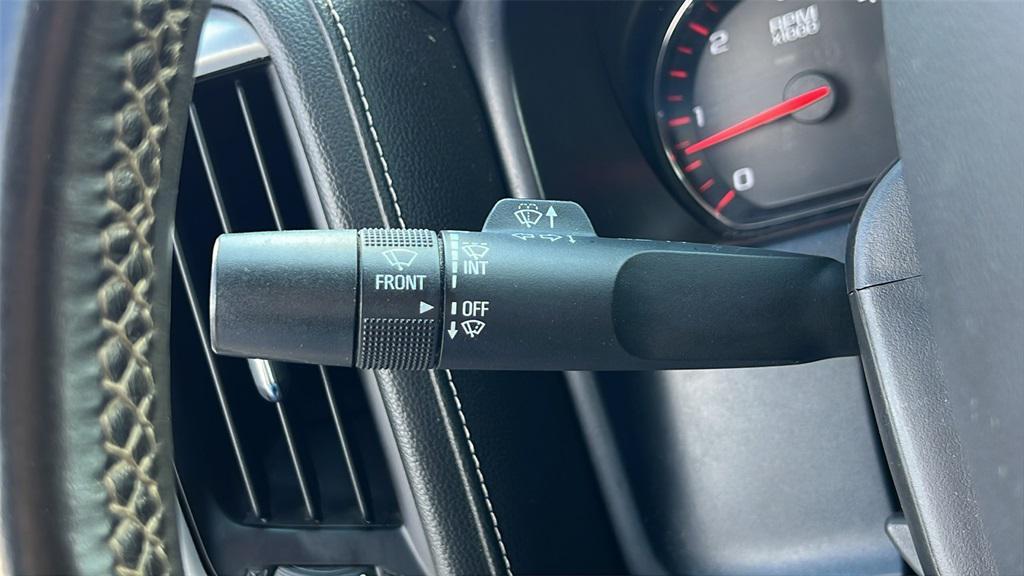 RPM
x1000
2
1
0
INT
FRONT
OFF